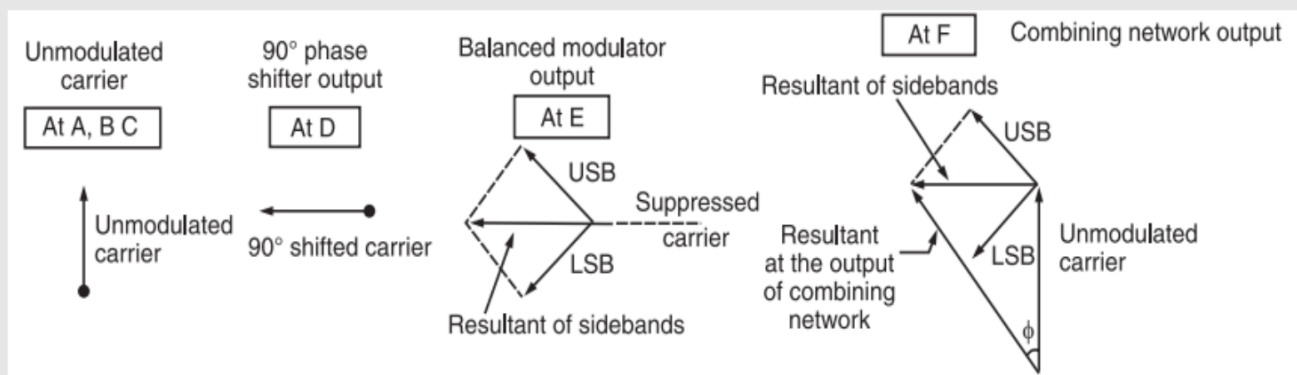 Unmodulated
carrier
At A, B C
Unmodulated
carrier
90° phase
shifter output
At D
90° shifted carrier
Balanced modulator
output
At E
USB
Suppressed
carrier
LSB
Resultant of sidebands
At F
Combining network output
Resultant of sidebands
USB
Resultant
at the output
of combining
network
LSB
Unmodulated
carrier
ϕ